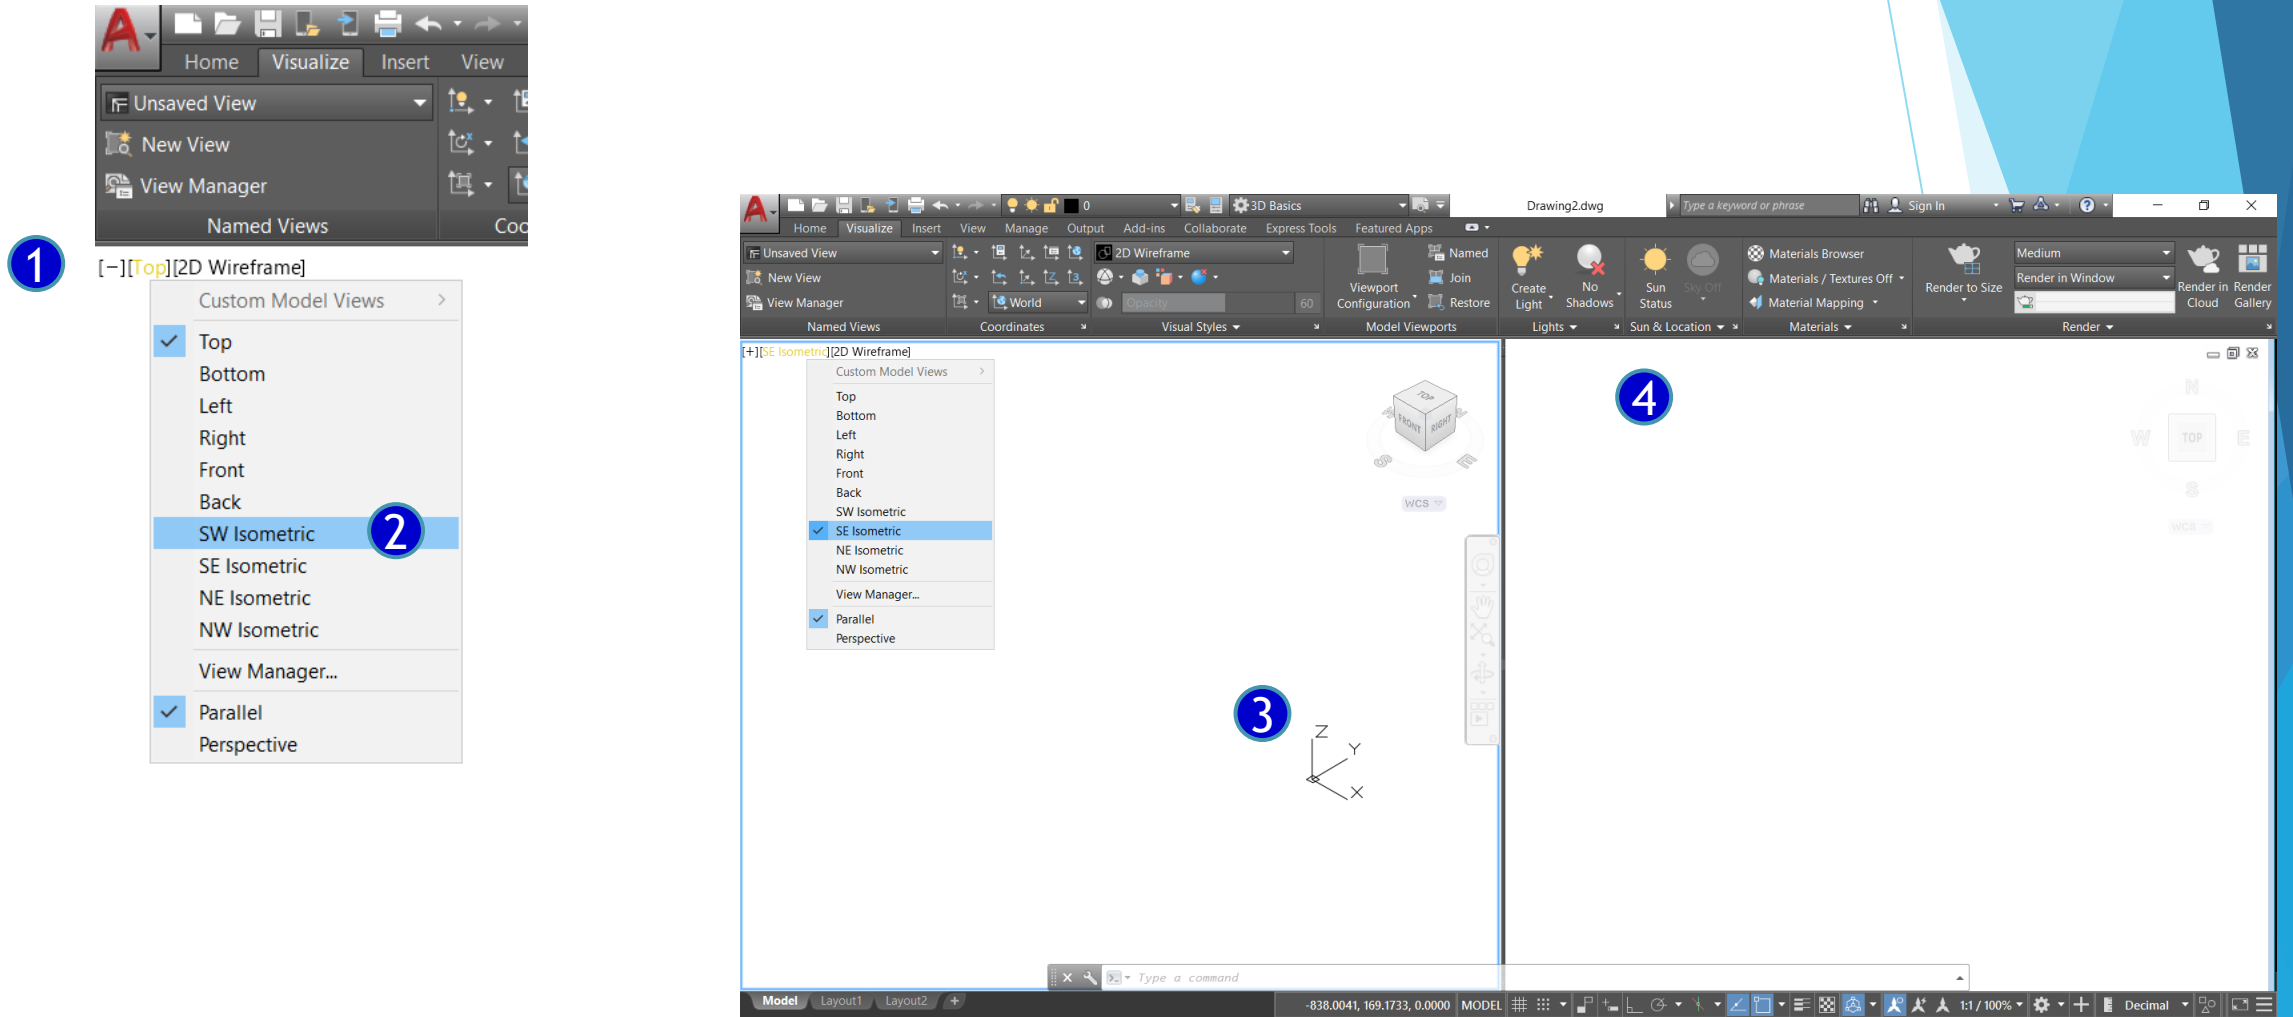 Home Visualize Insert View
Unsaved View
New View
View Manager
Named Views Coo
1
[−][Top][2D Wireframe]
Custom Model Views
Top
Bottom
Left
Right
Front
Back
SW Isometric
2
SE Isometric
NE Isometric
NW Isometric
View Manager...
Parallel
Perspective
0 3D Basics Drawing2.dwg Type a keyword or phrase Sign In
Home Visualize Insert View Manage Output Add-ins Collaborate Express Tools Featured Apps
Unsaved View
New View
View Manager
Named Views
World
Coordinates
2D Wireframe
Opacity 60
Visual Styles
Viewport
Configuration
Named
Join
Restore
Model Viewports
Create
Light
No
Shadows
Lights
Sun
Status
Sky Off
Sun & Location
Materials Browser
Materials / Textures Off
Material Mapping
Materials
Render to Size
Medium
Render in Window
Render in
Cloud
Render
Gallery
Render
[+][SE Isometric][2D Wireframe]
Custom Model Views
Top
Bottom
Left
Right
Front
Back
SW Isometric
SE Isometric
NE Isometric
NW Isometric
View Manager...
Parallel
Perspective
TOP
FRONT RIGHT
S E
WCS
3
Z
Y
X
4
N
W TOP E
S
WCS
Type a command
Model Layout1 Layout2 +
-838.0041, 169.1733, 0.0000 MODEL 1:1 / 100% Decimal